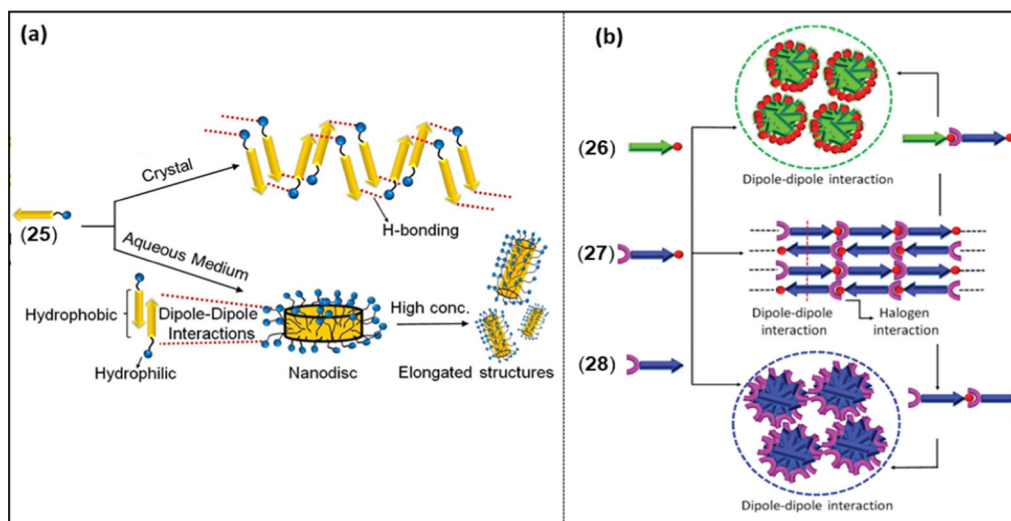 (a)
Crystal
H-bonding
(25)
Aqueous Medium
Hydrophobic
Dipole-Dipole
Interactions
Hydrophilic
Nanodisc
High conc.
Elongated structures
(b)
(26)
Dipole-dipole interaction
(27)
Dipole-dipole
interaction
Halogen
interaction
(28)
Dipole-dipole interaction